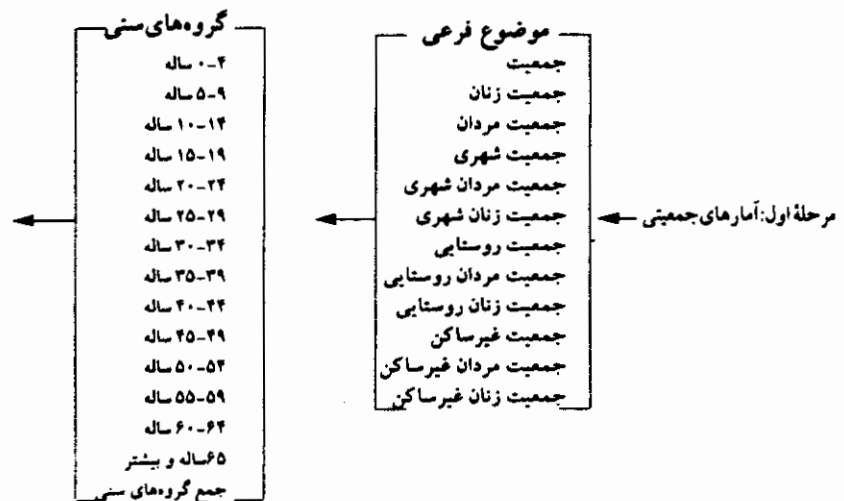 مرحلهٔ اول: آمارهای جمعیتی
موضوع فرعی
جمعیت
جمعیت زنان
جمعیت مردان
جمعیت شهری
جمعیت مردان شهری
جمعیت زنان شهری
جمعیت روستایی
جمعیت مردان روستایی
جمعیت زنان روستایی
جمعیت غیرساکن
جمعیت مردان غیرساکن
جمعیت زنان غیرساکن
گروه‌های سنی
۰-۴ ساله
۵-۹ ساله
۱۰-۱۴ ساله
۱۵-۱۹ ساله
۲۰-۲۴ ساله
۲۵-۲۹ ساله
۳۰-۳۴ ساله
۳۵-۳۹ ساله
۴۰-۴۴ ساله
۴۵-۴۹ ساله
۵۰-۵۴ ساله
۵۵-۵۹ ساله
۶۰-۶۴ ساله
۶۵ساله و بیشتر
جمع گروه‌های سنی